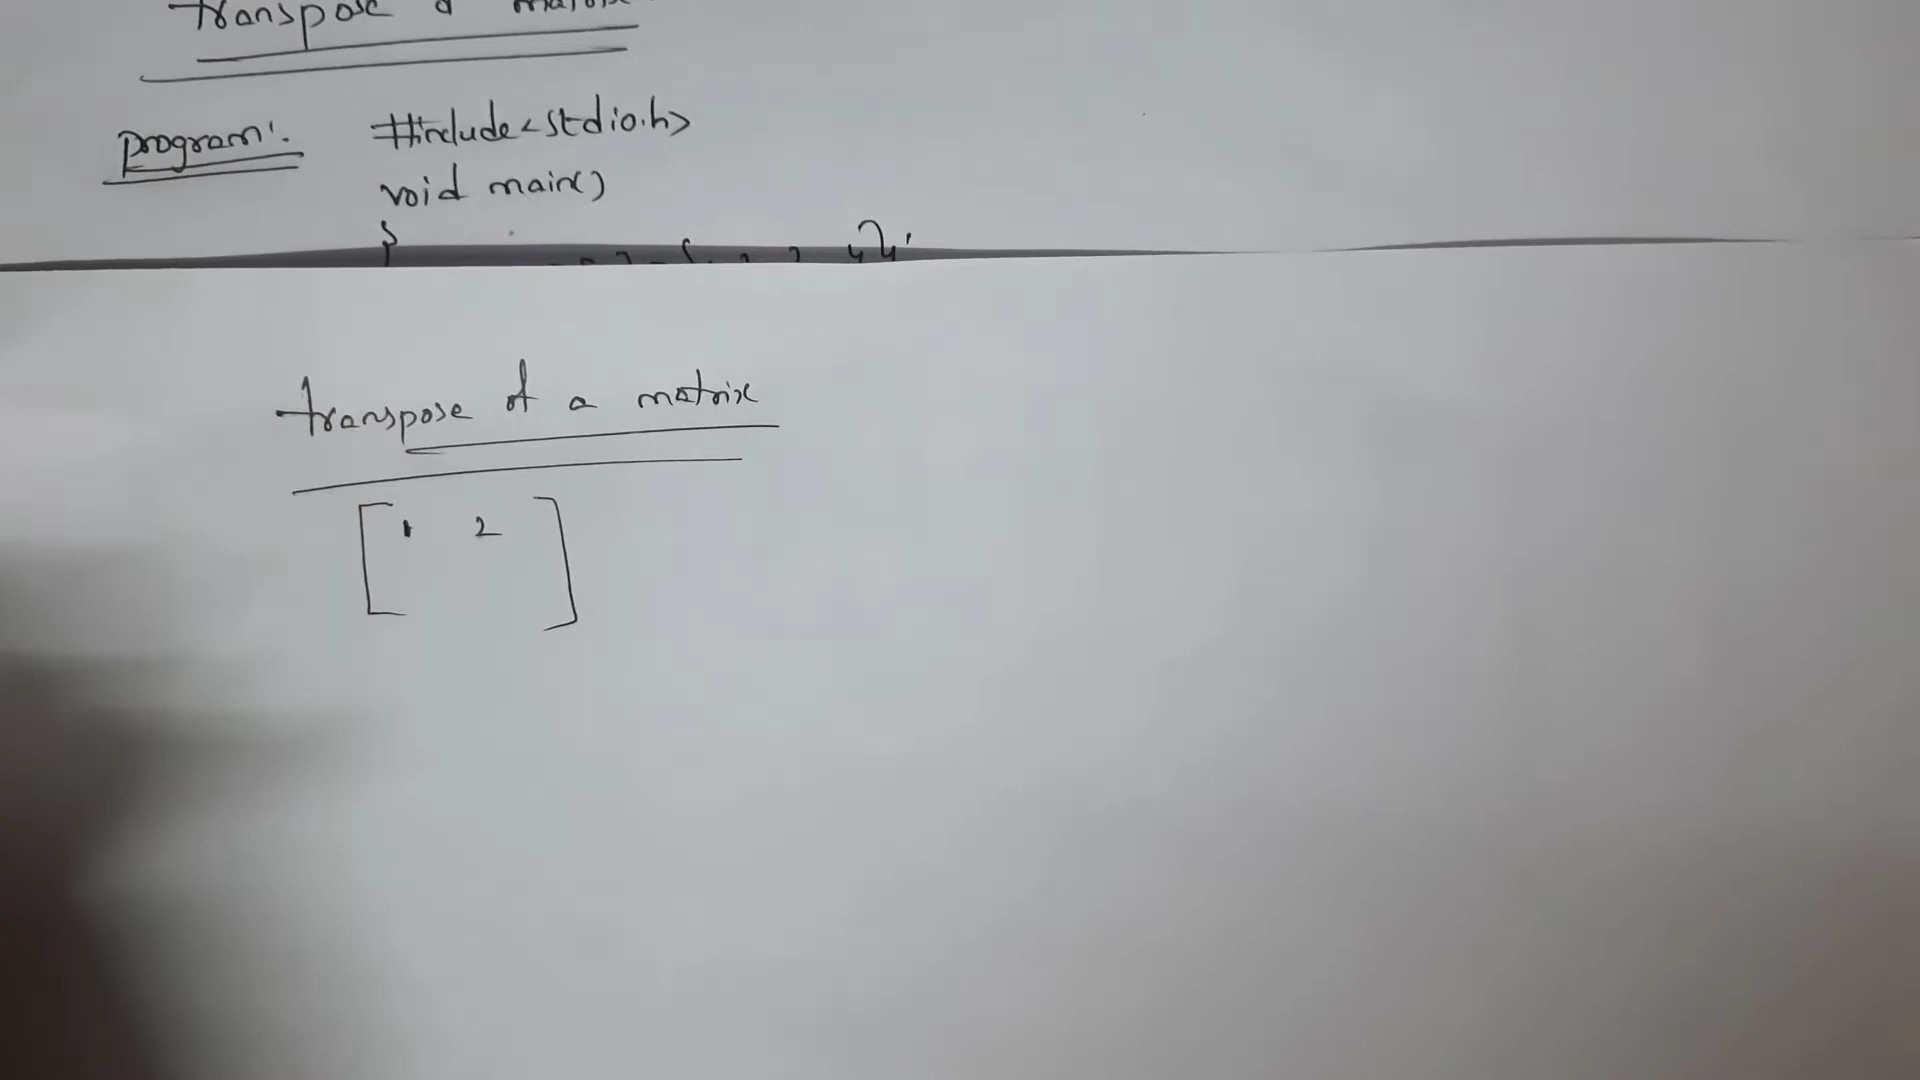 transpose
program:
#include<stdio.h>
void main()
{
transpose of a matrix
1 2